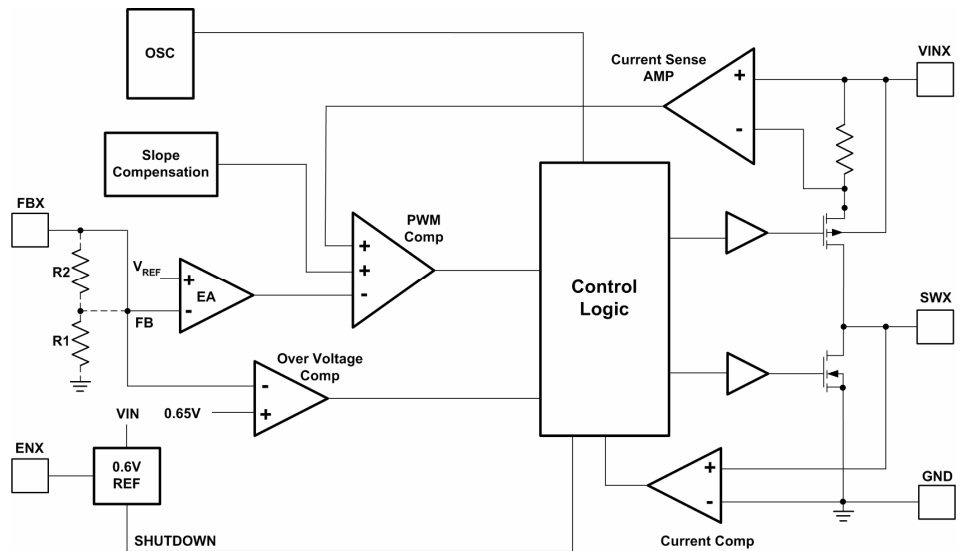 OSC
Current Sense
AMP
+
-
VINX
Slope
Compensation
FBX
PWM
Comp
+
+
-
R2
VREF
+
-
EA
FB
R1
Control
Logic
SWX
Over Voltage
Comp
-
+
0.65V
VIN
ENX
0.6V
REF
+
-
GND
SHUTDOWN
Current Comp